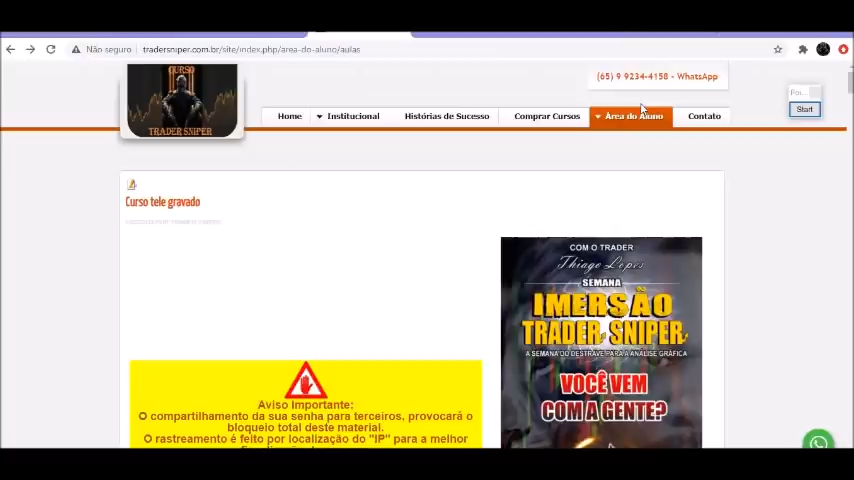 Não seguro
tradersniper.com.br/site/index.php/area-do-aluno/aulas
(65) 9 9234-4158 - WhatsApp
CURSO
TRADER SNIPER
Home
Institucional
Histórias de Sucesso
Comprar Cursos
Área do Aluno
Contato
Start
Curso tele gravado
COM O TRADER
Thiago Lopes
SEMANA
IMERSÃO
TRADER SNIPER
A SEMANA DO DESTRAVE PARA A ANÁLISE GRÁFICA
VOCÊ VEM
COM A GENTE?
Aviso Importante:
O compartilhamento da sua senha para terceiros, provocará o
bloqueio total deste material.
O rastreamento é feito por localização do "IP" para a melhor